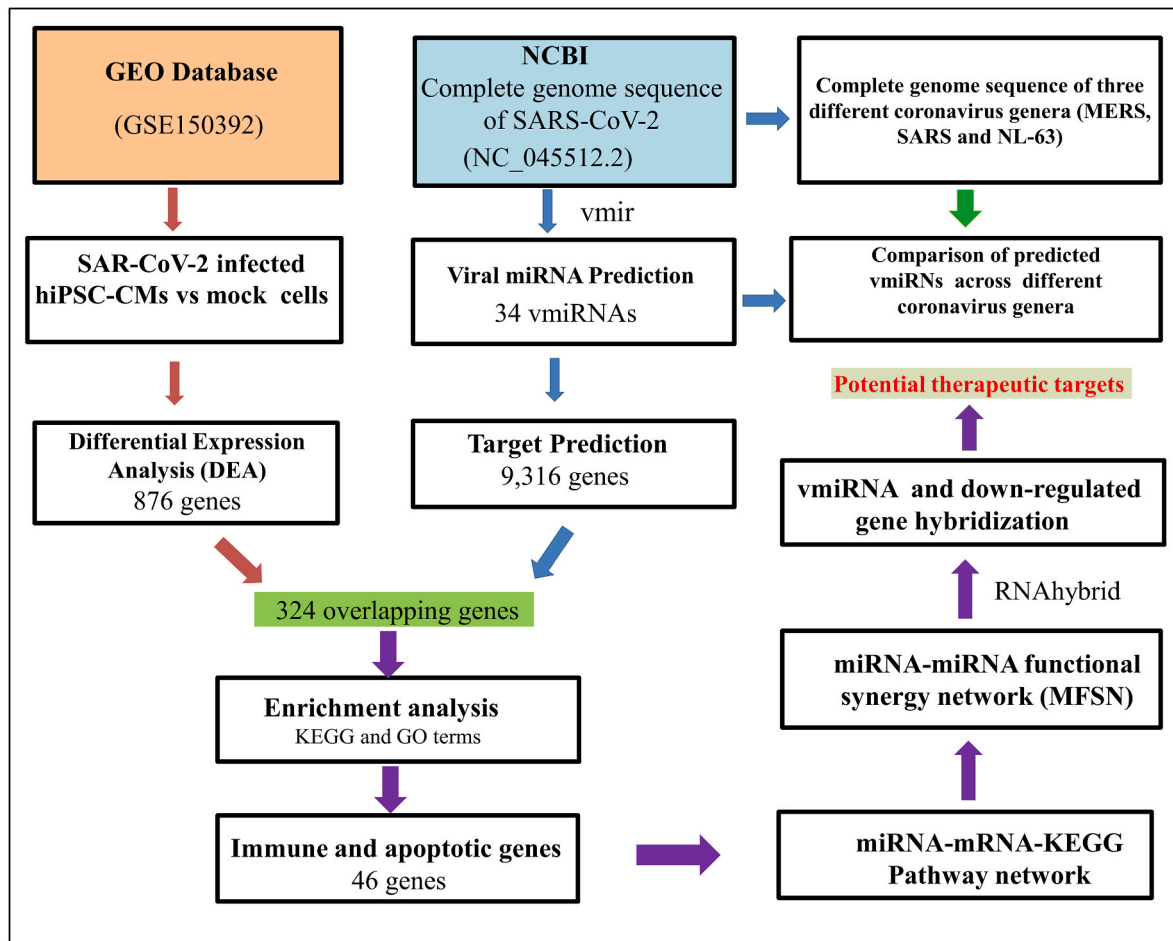 GEO Database
(GSE150392)
SAR-CoV-2 infected
hiPSC-CMs vs mock cells
Differential Expression
Analysis (DEA)
876 genes
NCBI
Complete genome sequence
of SARS-CoV-2
(NC_045512.2)
vmir
Viral miRNA Prediction
34 vmiRNAs
Target Prediction
9,316 genes
Complete genome sequence of three
different coronavirus genera (MERS,
SARS and NL-63)
Comparison of predicted
vmiRNs across different
coronavirus genera
324 overlapping genes
Enrichment analysis
KEGG and GO terms
Immune and apoptotic genes
46 genes
miRNA-mRNA-KEGG
Pathway network
miRNA-miRNA functional
synergy network (MFSN)
RNAhybrid
vmiRNA and down-regulated
gene hybridization
Potential therapeutic targets